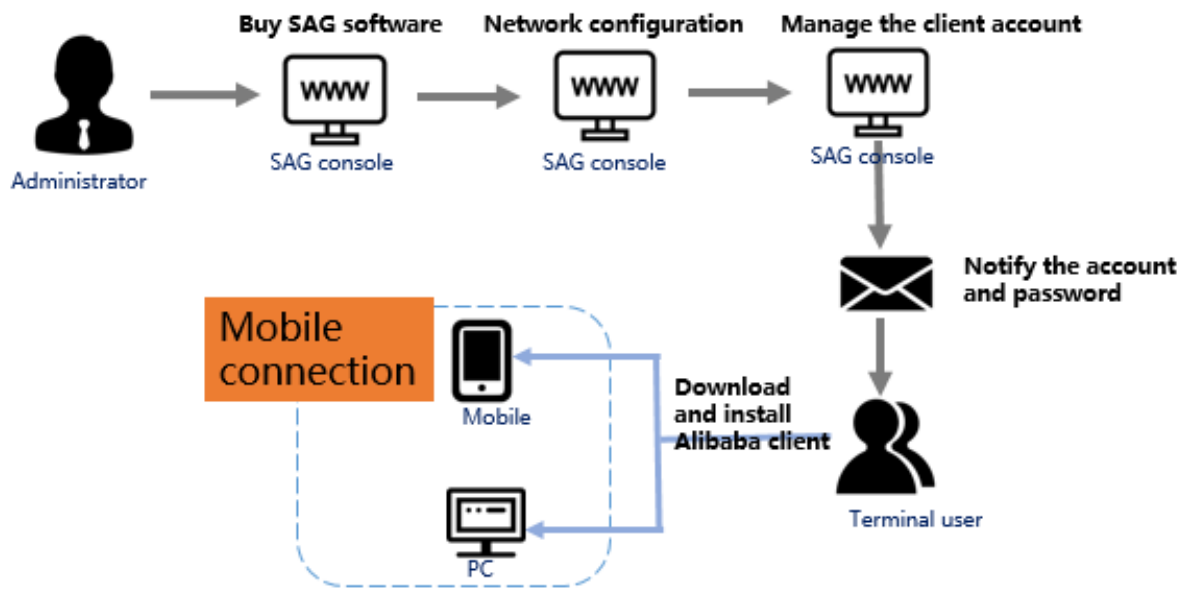 Buy SAG software
Network configuration
Manage the client account
www
www
www
SAG console
SAG console
SAG console
Administrator
Notify the account
and password
Mobile
connection
Mobile
Download
and install
Alibaba client
Terminal user
PC